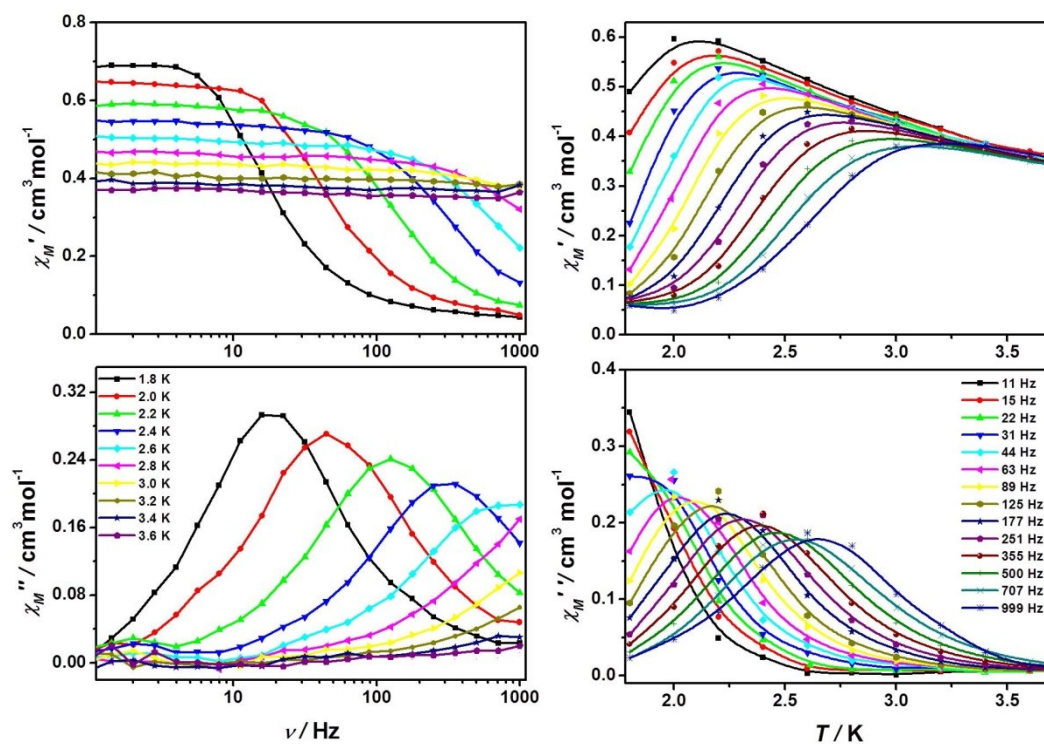 0.8
0.6
0.4
0.2
0.0
χM′ / cm³ mol⁻¹
10
100
1000
0.6
0.5
0.4
0.3
0.2
0.1
0.0
χM′ / cm³ mol⁻¹
2.0
2.5
3.0
3.5
0.32
0.24
0.16
0.08
0.00
χM″ / cm³ mol⁻¹
1.8 K
2.0 K
2.2 K
2.4 K
2.6 K
2.8 K
3.0 K
3.2 K
3.4 K
3.6 K
10
100
1000
ν / Hz
0.4
0.3
0.2
0.1
0.0
χM′′ / cm³ mol⁻¹
11 Hz
15 Hz
22 Hz
31 Hz
44 Hz
63 Hz
89 Hz
125 Hz
177 Hz
251 Hz
355 Hz
500 Hz
707 Hz
999 Hz
2.0
2.5
3.0
3.5
T / K